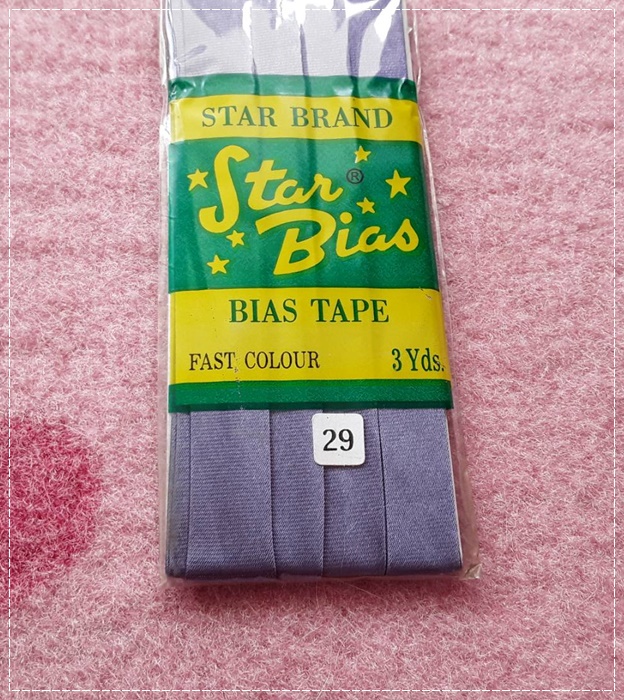 STAR BRAND
Star ®
Bias
BIAS TAPE
FAST COLOUR 3 Yds.
29